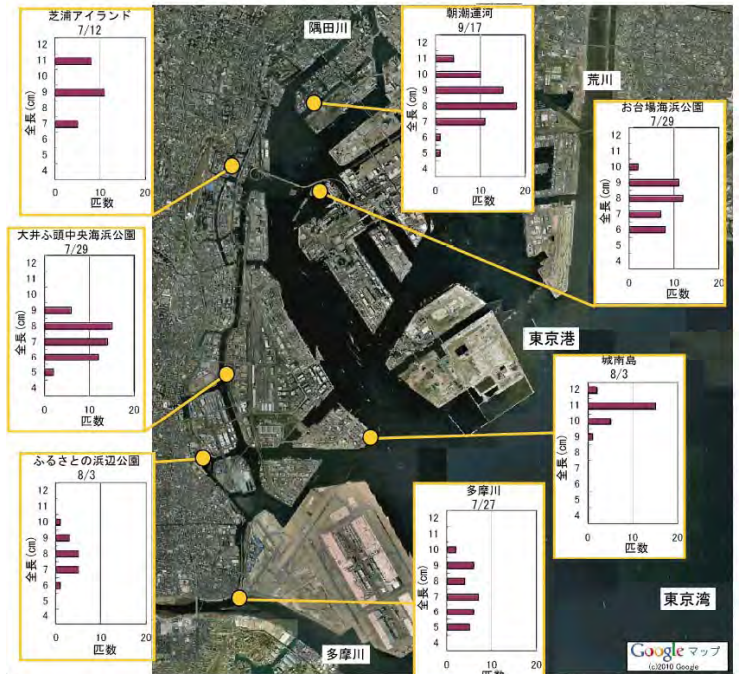 芝浦アイランド
7/12
全長(cm)
12
11
10
9
8
7
6
5
4
0 10 20
匹数
隅田川
朝潮運河
9/17
全長(cm)
12
11
10
9
8
7
6
5
4
0 10 20
匹数
荒川
お台場海浜公園
7/29
全長(cm)
12
11
10
9
8
7
6
5
4
0 10 20
匹数
大井ふ頭中央海浜公園
7/29
全長(cm)
12
11
10
9
8
7
6
5
4
0 10 20
匹数
東京港
城南島
8/3
全長(cm)
12
11
10
9
8
7
6
5
4
0 10 20
匹数
ふるさとの浜辺公園
8/3
全長(cm)
12
11
10
9
8
7
6
5
4
0 10 20
匹数
多摩川
7/27
全長(cm)
12
11
10
9
8
7
6
5
4
0 10 20
匹数
東京湾
多摩川
Google マップ
(c)2010 Google